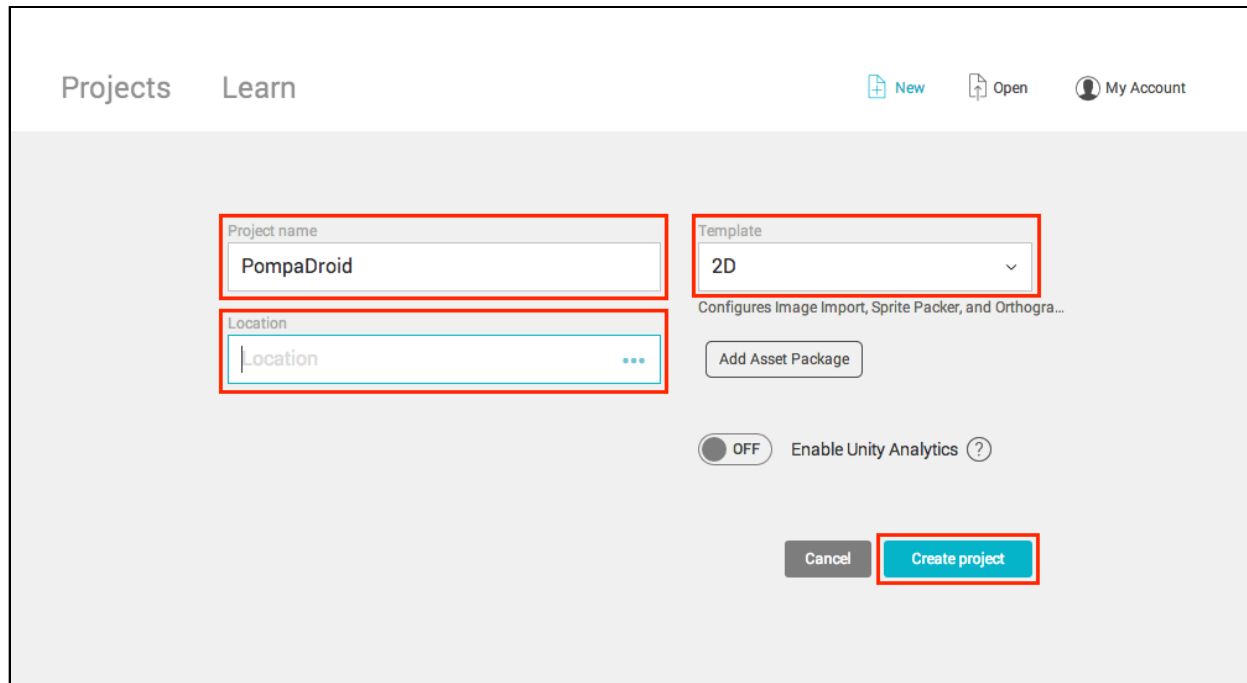 Projects Learn New Open My Account
Project name
PompaDroid
Location
Location
Template
2D
Configures Image Import, Sprite Packer, and Orthogra...
Add Asset Package
OFF Enable Unity Analytics ?
Cancel Create project